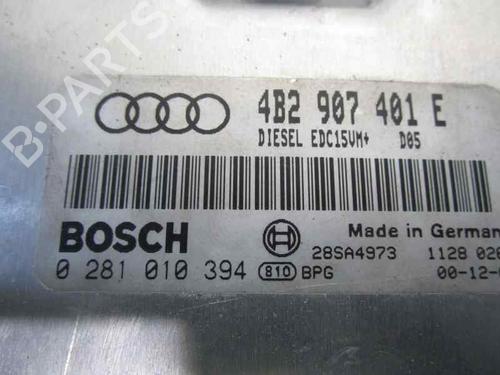 B-PARTS
4B2 907 401 E
DIESEL EDC15VM+ D05
BOSCH
Made in German
28SA4973 1128 020
0 281 010 394 810 BPG 00-12-